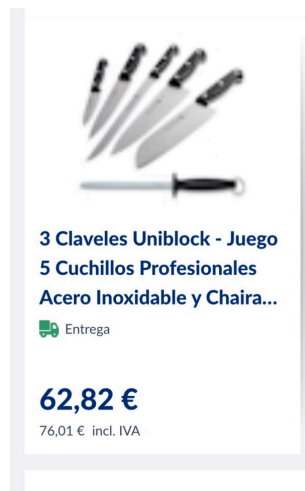 3 Claveles Uniblock - Juego
5 Cuchillos Profesionales
Acero Inoxidable y Chaira...
Entrega
62,82 €
76,01 € incl. IVA